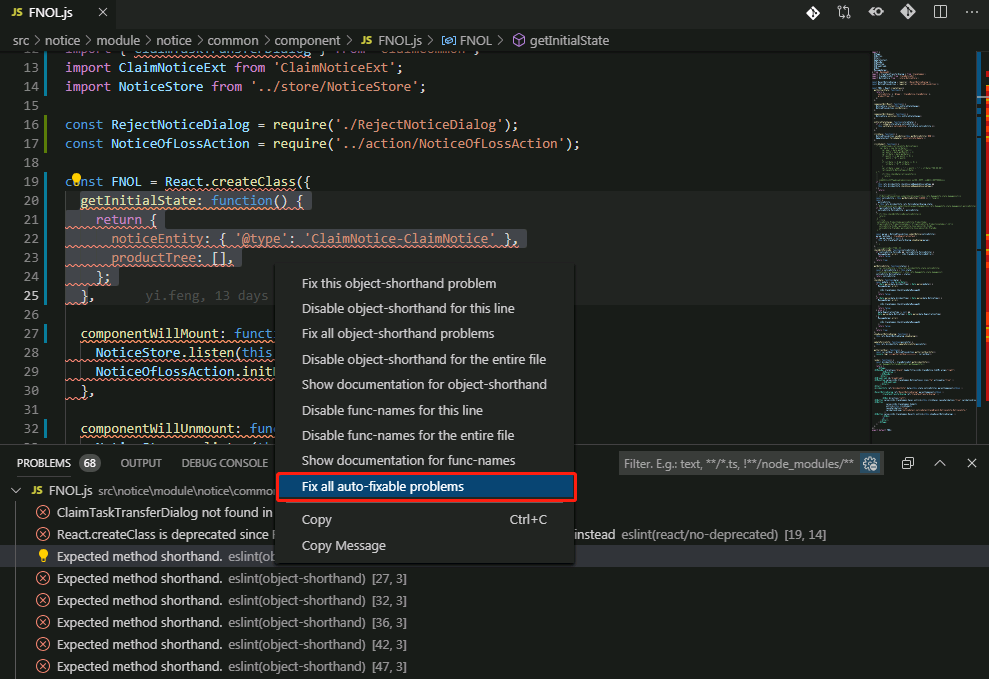 JS FNOL.js
src > notice > module > notice > common > component > JS FNOL.js > FNOL > getInitialState
12 import { ClaimTaskTransferDialog } from 'ClaimCommon';
13 import ClaimNoticeExt from 'ClaimNoticeExt';
14 import NoticeStore from '../store/NoticeStore';
15
16 const RejectNoticeDialog = require('./RejectNoticeDialog');
17 const NoticeOfLossAction = require('../action/NoticeOfLossAction');
18
19 const FNOL = React.createClass({
20 getInitialState: function() {
21 return {
22 noticeEntity: { '@type': 'ClaimNotice-ClaimNotice' },
23 productTree: [],
24 };
25 }, yi.feng, 13 days
26
27 componentWillMount: funct
28 NoticeStore.listen(this
29 NoticeOfLossAction.init
30 },
31
32 componentWillUnmount: fun
Fix this object-shorthand problem
Disable object-shorthand for this line
Fix all object-shorthand problems
Disable object-shorthand for the entire file
Show documentation for object-shorthand
Disable func-names for this line
Disable func-names for the entire file
Show documentation for func-names
Fix all auto-fixable problems
Copy Ctrl+C
Copy Message
PROBLEMS 68 OUTPUT DEBUG CONSOLE Filter. E.g.: text, **/*.ts, !**/node_modules/**
JS FNOL.js src\notice\module\notice\commo
ClaimTaskTransferDialog not found in
React.createClass is deprecated since instead eslint(react/no-deprecated) [19, 14]
Expected method shorthand. eslint(ob
Expected method shorthand. eslint(object-shorthand) [27, 3]
Expected method shorthand. eslint(object-shorthand) [32, 3]
Expected method shorthand. eslint(object-shorthand) [36, 3]
Expected method shorthand. eslint(object-shorthand) [42, 3]
Expected method shorthand. eslint(object-shorthand) [47, 3]